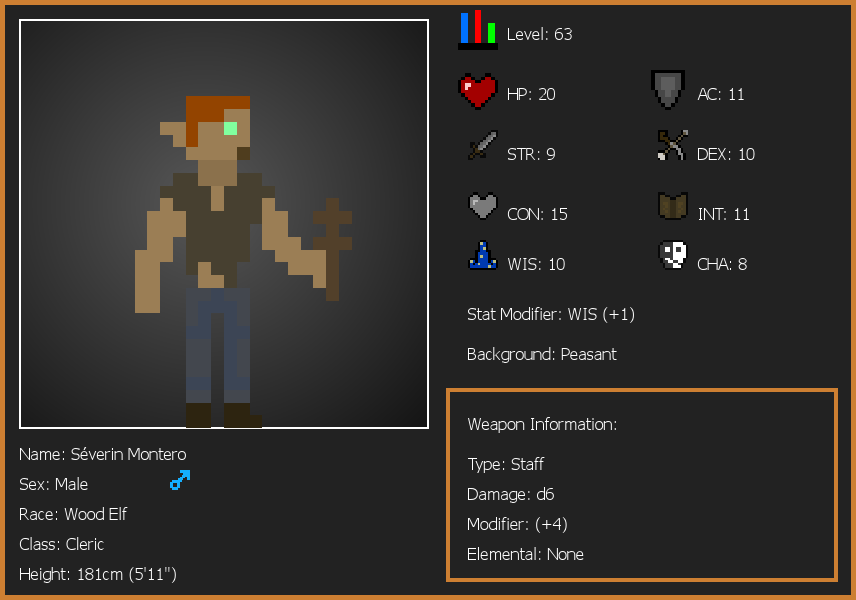 Level: 63
HP: 20
AC: 11
STR: 9
DEX: 10
CON: 15
INT: 11
WIS: 10
CHA: 8
Stat Modifier: WIS (+1)
Background: Peasant
Weapon Information:
Type: Staff
Damage: d6
Modifier: (+4)
Elemental: None
Name: Séverin Montero
Sex: Male
Race: Wood Elf
Class: Cleric
Height: 181cm (5'11")